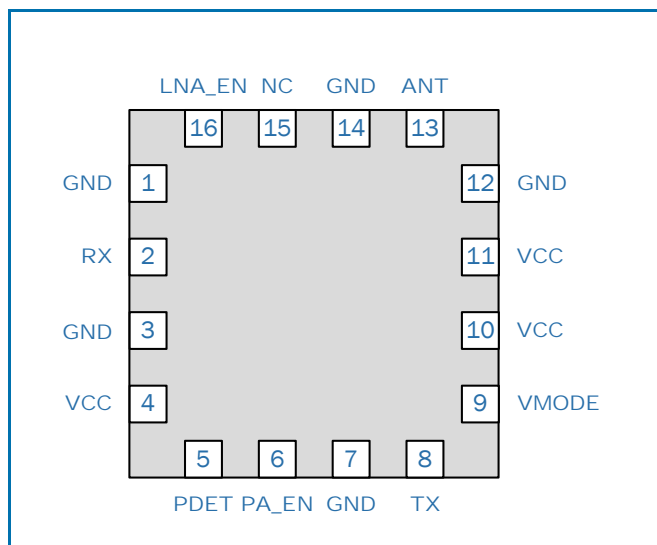 LNA_EN NC GND ANT
16 15 14 13
GND 1 12 GND
RX 2 11 VCC
GND 3 10 VCC
VCC 4 9 VMODE
5 6 7 8
PDET PA_EN GND TX